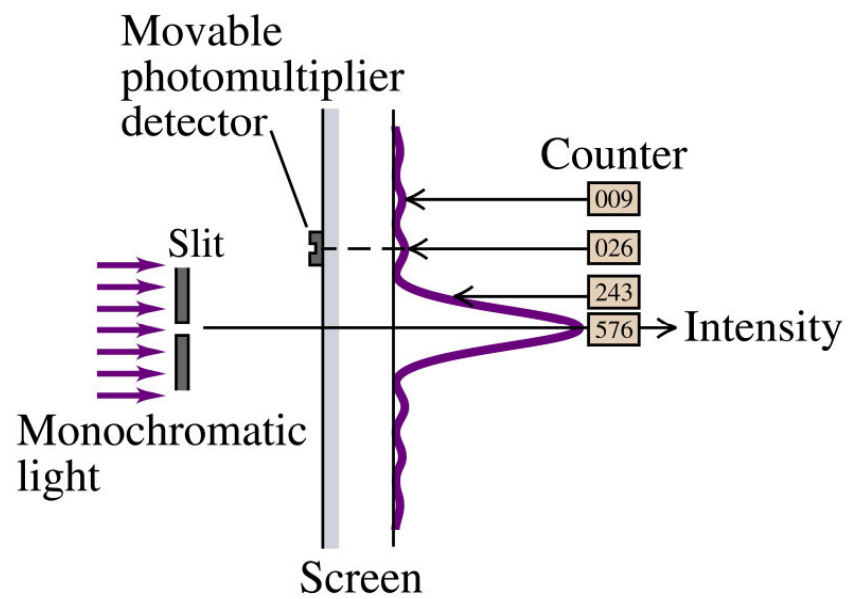 Movable
photomultiplier
detector
Counter
009
Slit
026
243
576
Intensity
Monochromatic
light
Screen